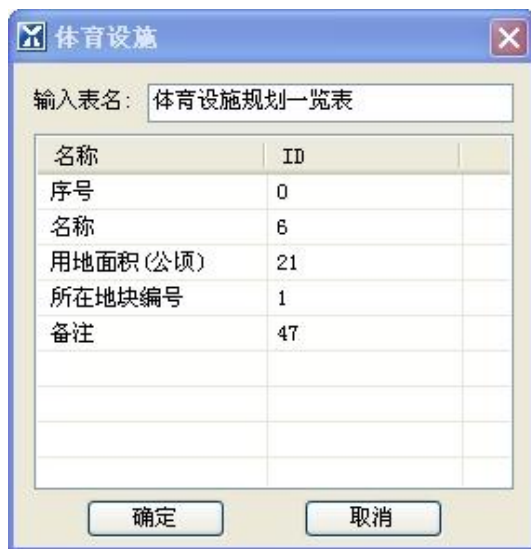 体育设施
输入表名: 体育设施规划一览表
名称 ID
序号 0
名称 6
用地面积(公顷) 21
所在地块编号 1
备注 47
确定 取消